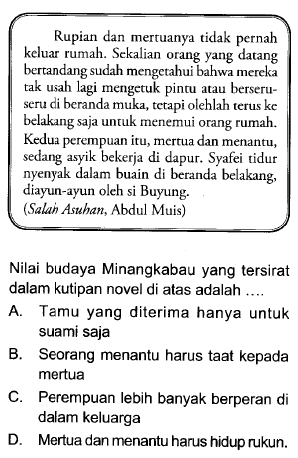 Rupian dan mertuanya tidak pernah
keluar rumah. Sekalian orang yang datang
bertandang sudah mengetahui bahwa mereka
tak usah lagi mengetuk pintu atau berseru-
seru di beranda muka, tetapi olehlah terus ke
belakang saja untuk menemui orang rumah.
Kedua perempuan itu, mertua dan menantu,
sedang asyik bekerja di dapur. Syafei tidur
nyenyak dalam buain di beranda belakang,
diayun-ayun oleh si Buyung.
(Salah Asuhan, Abdul Muis)
Nilai budaya Minangkabau yang tersirat
dalam kutipan novel di atas adalah ....
A. Tamu yang diterima hanya untuk
suami saja
B. Seorang menantu harus taat kepada
mertua
C. Perempuan lebih banyak berperan di
dalam keluarga
D. Mertua dan menantu harus hidup rukun.